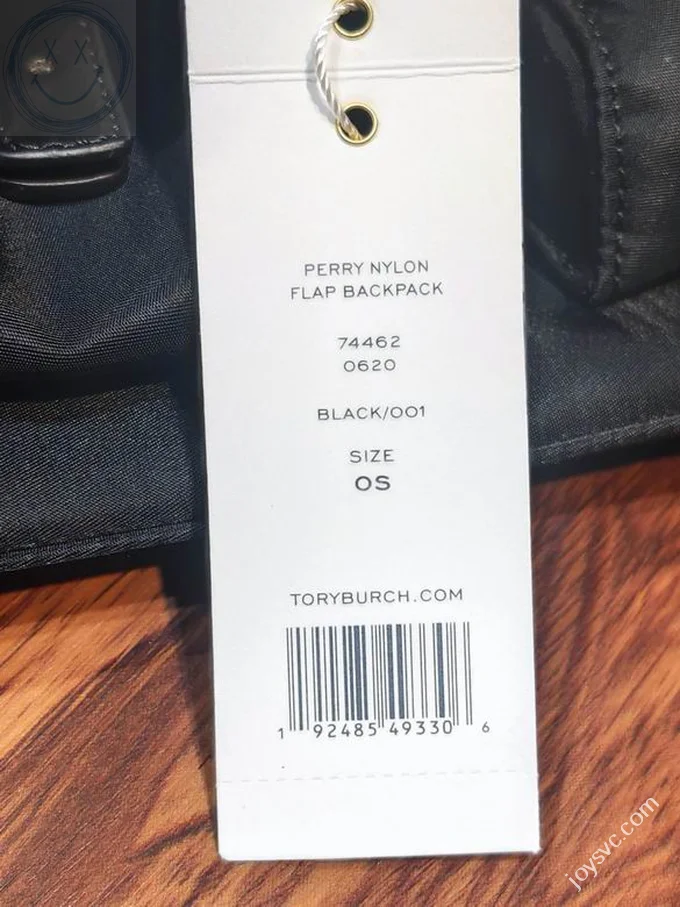 PERRY NYLON
FLAP BACKPACK
74462
0620
BLACK/001
SIZE
OS
TORYBURCH.COM
1 92485 49330 6
joysvc.com